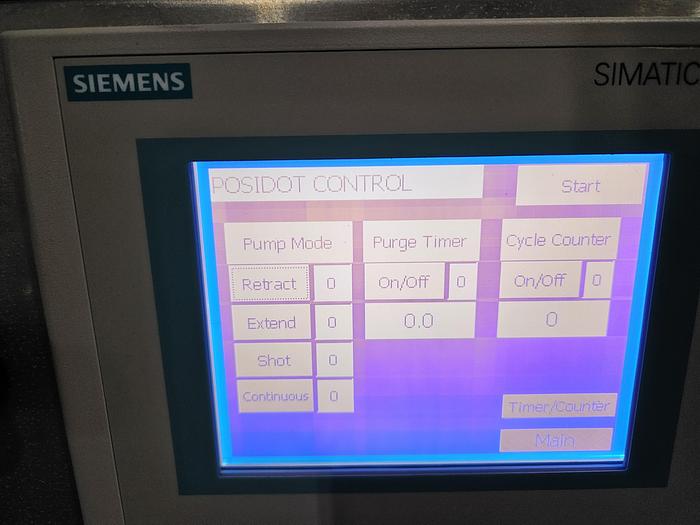 SIEMENS
SIMATIC
POSIDOT CONTROL
Start
Pump Mode
Purge Timer
Cycle Counter
Retract 0
On/Off 0
On/Off 0
Extend 0
0.0
0
Shot 0
Continuous 0
Timer/Counter
Main